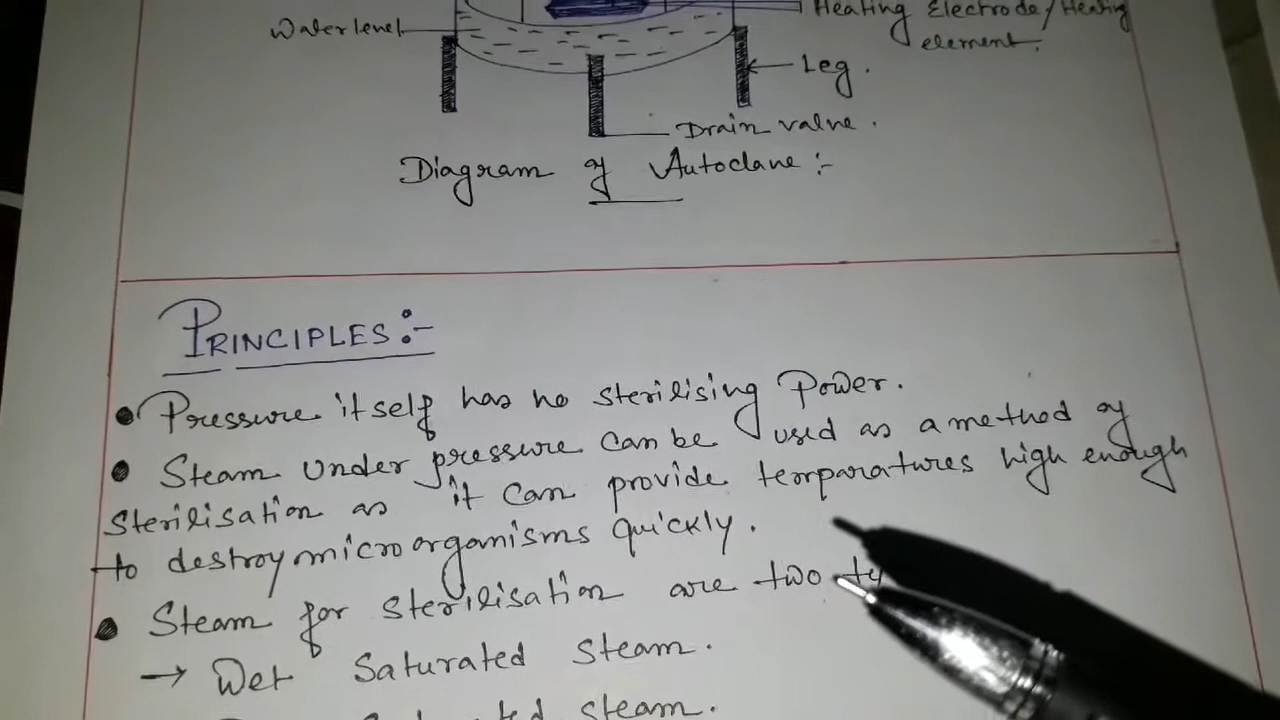 Heating Electrode/Heating
element.
Water level
Leg.
Drain valve.
Diagram of Autoclave:-
PRINCIPLES:-
• Pressure itself has no sterilising Power.
• Steam Under pressure can be used as a method of
sterilisation as it can provide temparatures high enough
to destroy microorganisms quickly.
• Steam for sterilisation are two
→ Wet Saturated Steam.
steam.